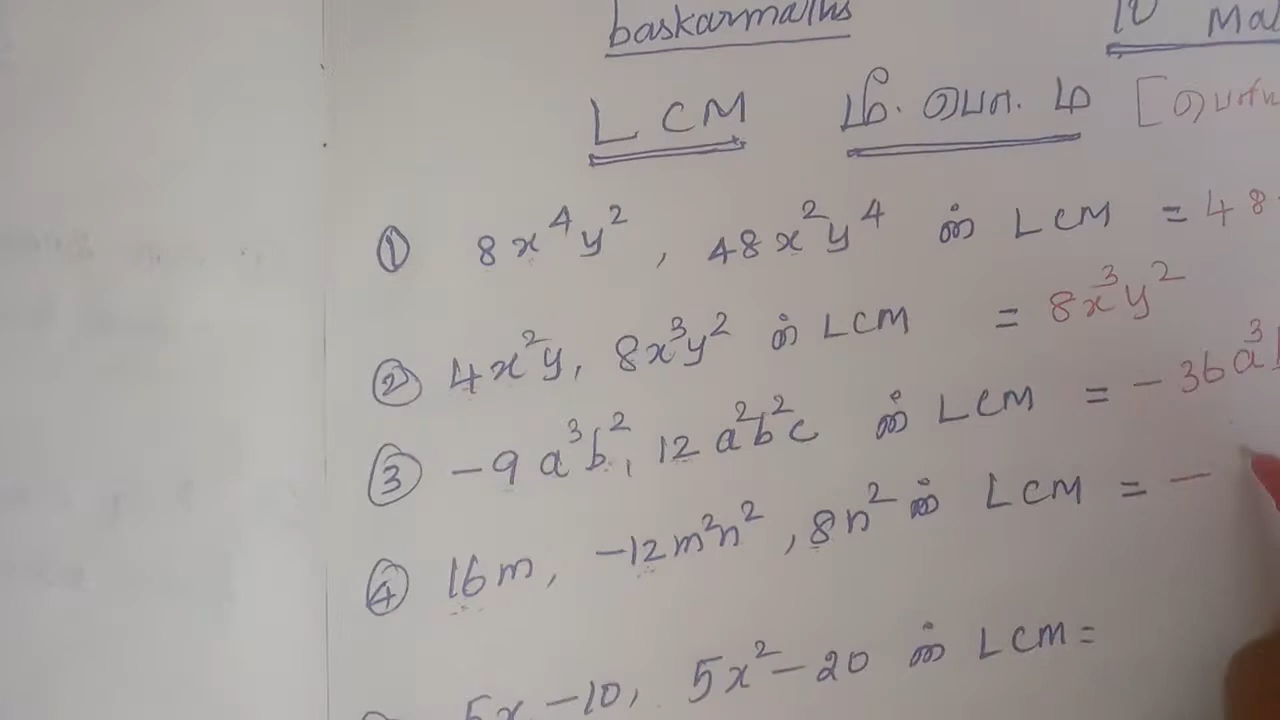 baskarmaths
LCM மீ. பொ. ம
① 8x⁴y², 48x²y⁴ ன் LCM = 48
② 4x²y, 8x³y² ன் LCM = 8x³y²
③ -9a³b², 12a²b²c ன் LCM = -36a³
④ 16m, -12m²n², 8n² ன் LCM = -
5x-10, 5x²-20 ன் LCM =